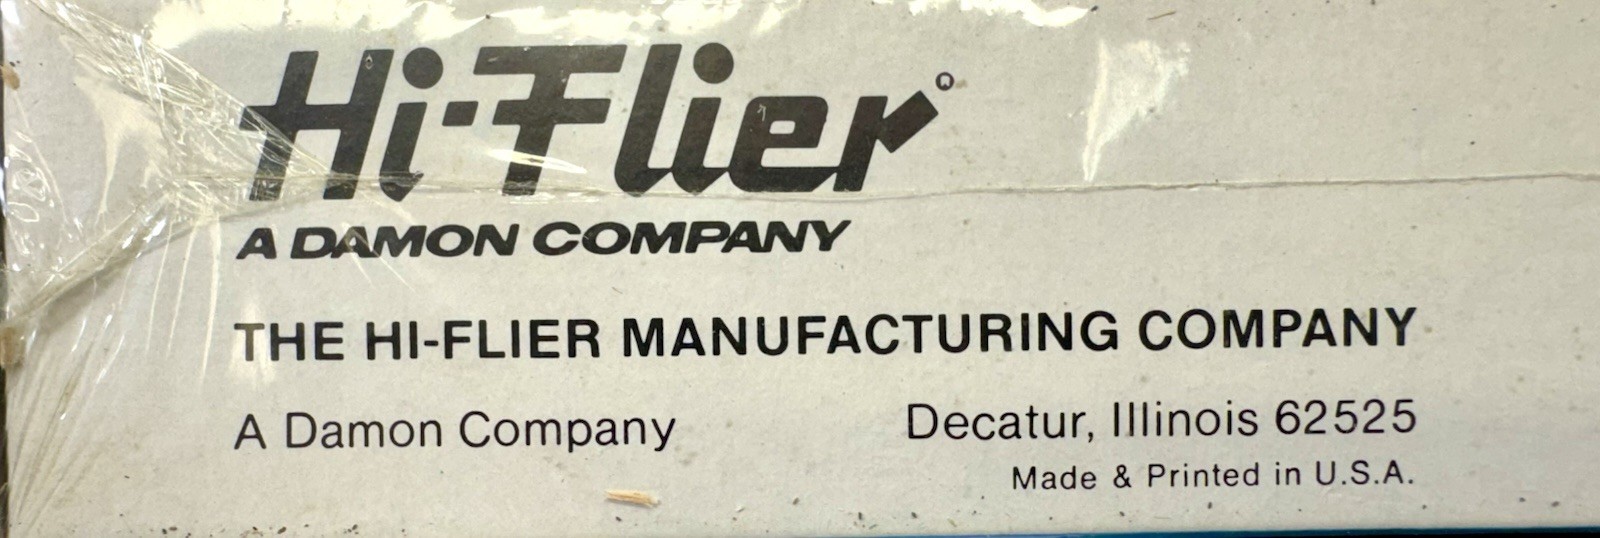 Hi-Flier®
A DAMON COMPANY
THE HI-FLIER MANUFACTURING COMPANY
A Damon Company Decatur, Illinois 62525
Made & Printed in U.S.A.